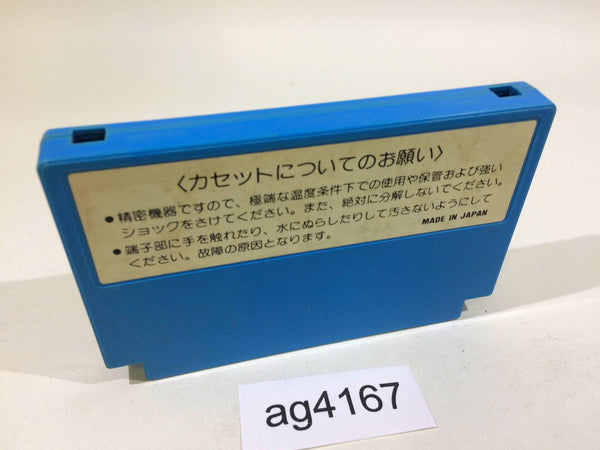 〈カセットについてのお願い〉
●精密機器ですので、極端な温度条件下での使用や保管および強い
ショックをさけてください。また、絶対に分解しないでください。
●端子部に手を触れたり、水にぬらしたりして汚さないようにして
ください。故障の原因となります。
MADE IN JAPAN
ag4167